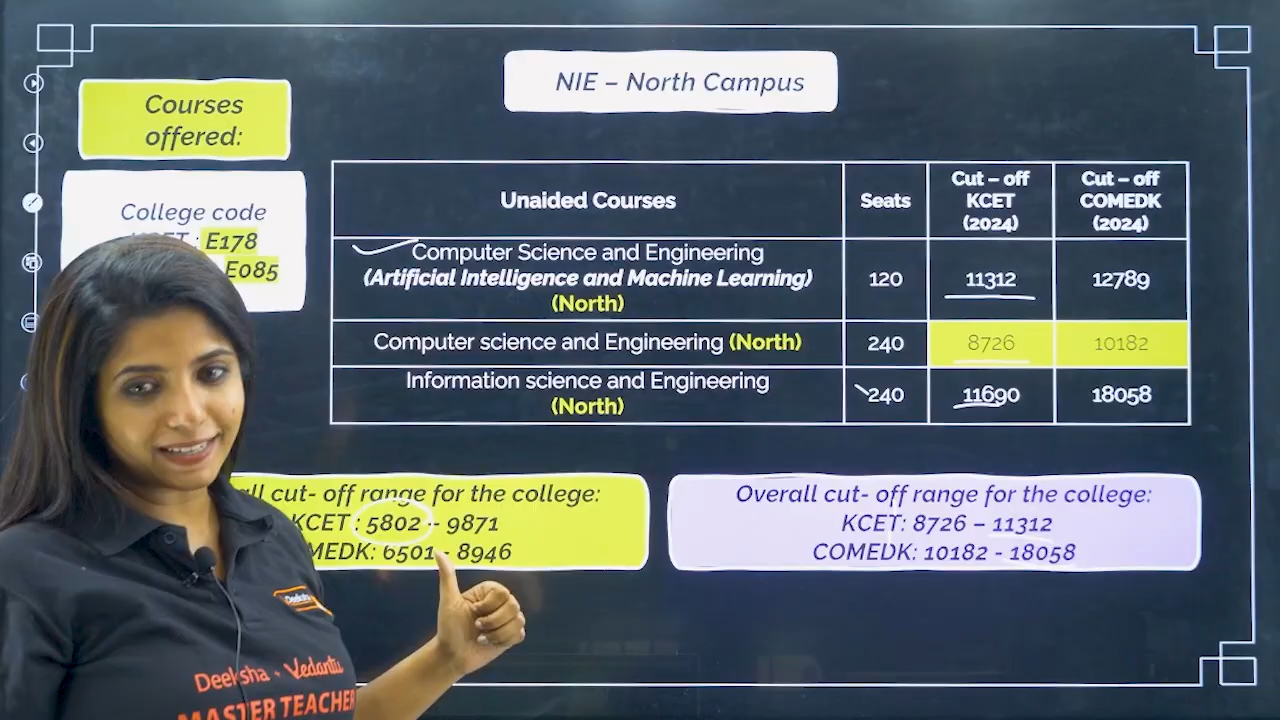 NIE – North Campus
Courses
offered:
College code
E178
E085
Unaided Courses
Seats
Cut – off
KCET
(2024)
Cut – off
COMEDK
(2024)
Computer Science and Engineering
(Artificial Intelligence and Machine Learning)
(North)
120
11312
12789
Computer science and Engineering (North)
240
8726
10182
Information science and Engineering
(North)
240
11690
18058
cut- off range for the college:
KCET : 5802 – 9871
6501 - 8946
Overall cut- off range for the college:
KCET: 8726 – 11312
COMEDK: 10182 - 18058
Deeksha
Deeksha Vedantu
MASTER TEACHER